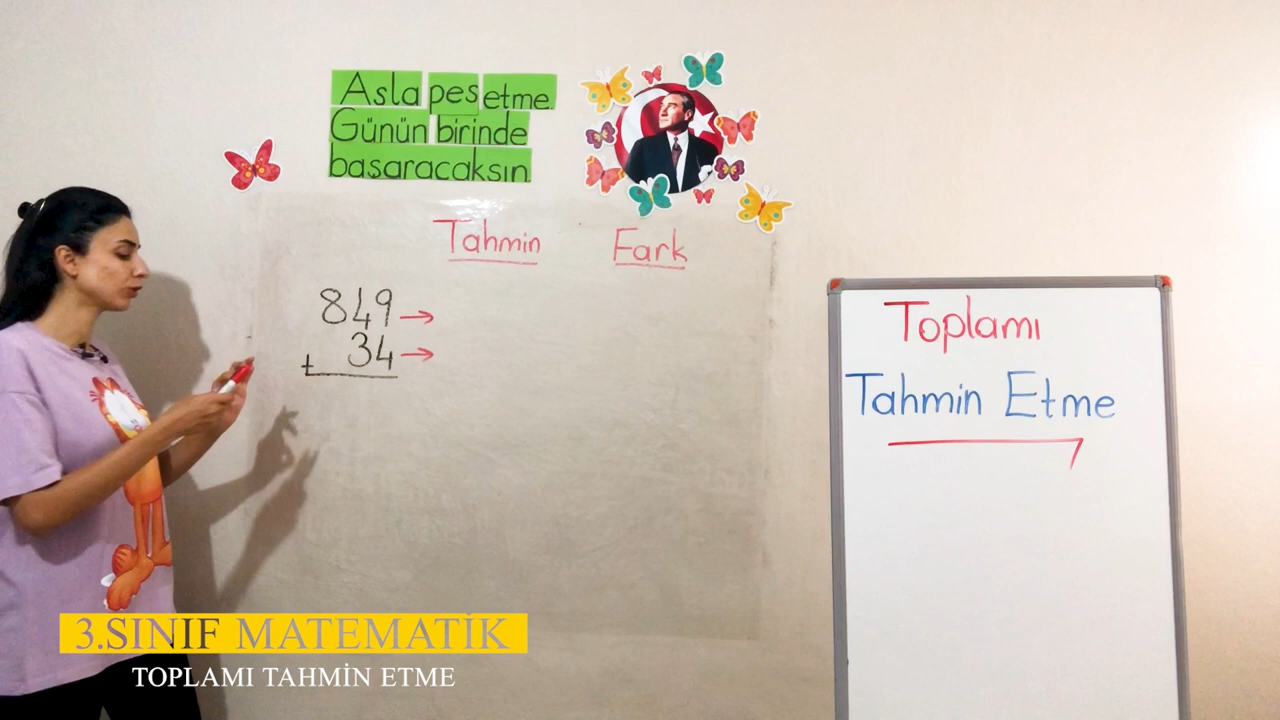 Asla pes etme.
Günün birinde
başaracaksın
Tahmin Fark
849 →
+ 34 →
Toplamı
Tahmin Etme
3.SINIF MATEMATİK
TOPLAMI TAHMİN ETME